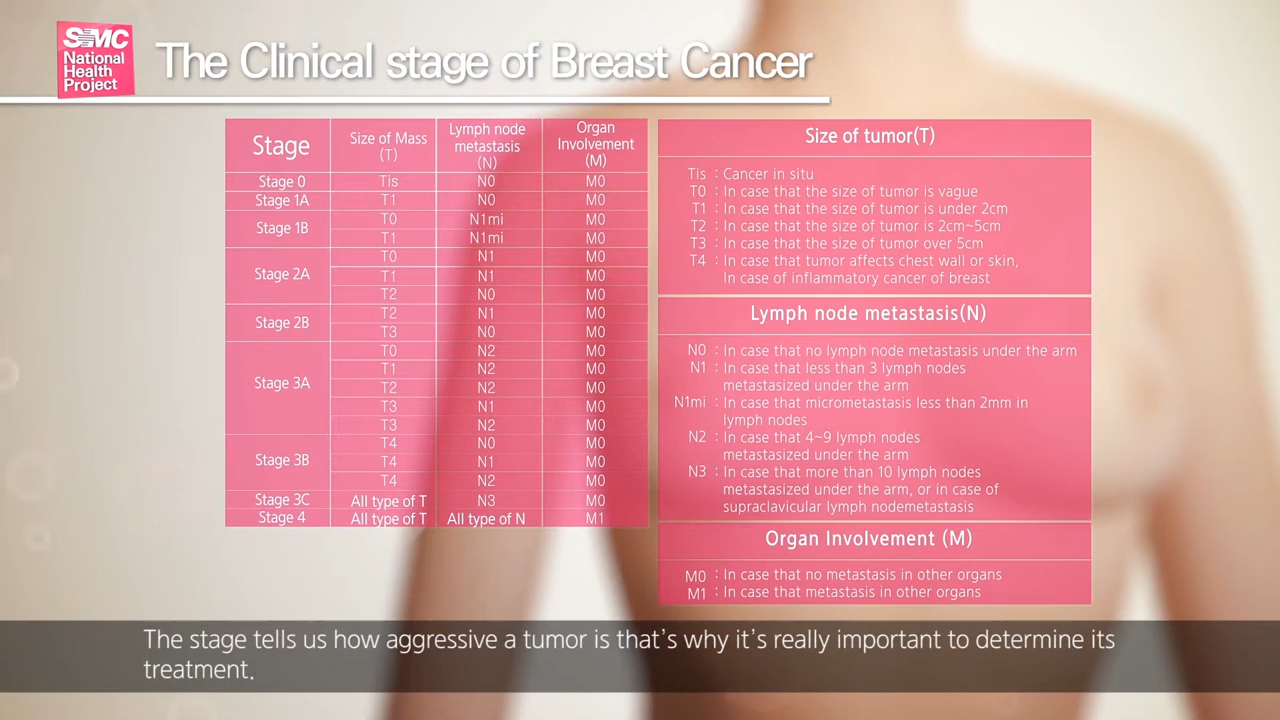 SMC
National
Health
Project
The Clinical stage of Breast Cancer
Stage
Size of Mass
(T)
Lymph node
metastasis
(N)
Organ
Involvement
(M)
Stage 0 Tis N0 M0
Stage 1A T1 N0 M0
Stage 1B T0 N1mi M0
T1 N1mi M0
Stage 2A T0 N1 M0
T1 N1 M0
T2 N0 M0
Stage 2B T2 N1 M0
T3 N0 M0
Stage 3A T0 N2 M0
T1 N2 M0
T2 N2 M0
T3 N1 M0
T3 N2 M0
Stage 3B T4 N0 M0
T4 N1 M0
T4 N2 M0
Stage 3C All type of T N3 M0
Stage 4 All type of T All type of N M1
Size of tumor(T)
Tis : Cancer in situ
T0 : In case that the size of tumor is vague
T1 : In case that the size of tumor is under 2cm
T2 : In case that the size of tumor is 2cm~5cm
T3 : In case that the size of tumor over 5cm
T4 : In case that tumor affects chest wall or skin,
In case of inflammatory cancer of breast
Lymph node metastasis(N)
N0 : In case that no lymph node metastasis under the arm
N1 : In case that less than 3 lymph nodes
metastasized under the arm
N1mi : In case that micrometastasis less than 2mm in
lymph nodes
N2 : In case that 4~9 lymph nodes
metastasized under the arm
N3 : In case that more than 10 lymph nodes
metastasized under the arm, or in case of
supraclavicular lymph nodemetastasis
Organ Involvement (M)
M0 : In case that no metastasis in other organs
M1 : In case that metastasis in other organs
The stage tells us how aggressive a tumor is that's why it's really important to determine its
treatment.